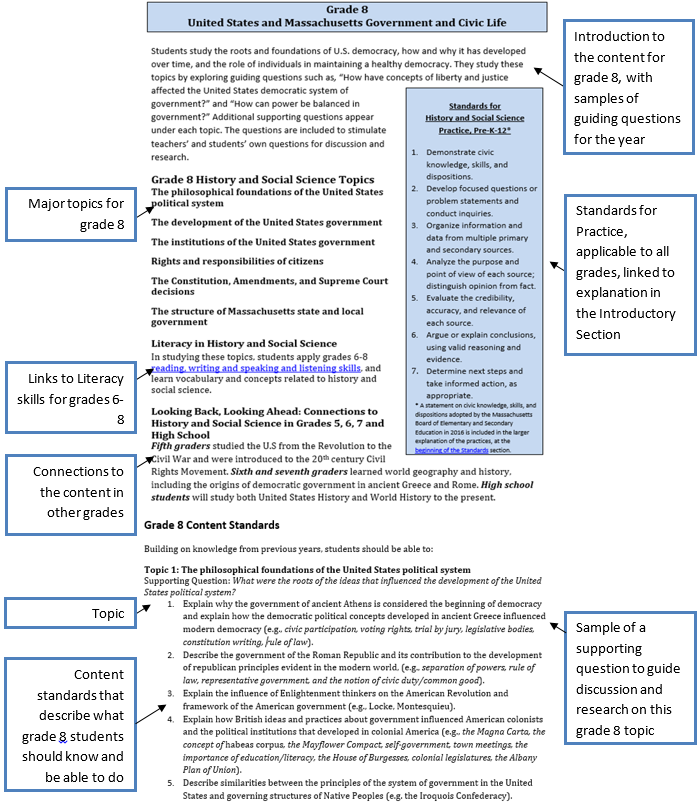 Grade 8
United States and Massachusetts Government and Civic Life
Students study the roots and foundations of U.S. democracy, how and why it has developed
over time, and the role of individuals in maintaining a healthy democracy. They study these
topics by exploring guiding questions such as, "How have concepts of liberty and justice
affected the United States democratic system of
government?" and "How can power be balanced in
government?" Additional supporting questions appear
under each topic. The questions are included to stimulate
teachers' and students' own questions for discussion and
research.
Introduction to
the content for
grade 8, with
samples of
guiding questions
for the year
Standards for
History and Social Science
Practice, Pre-K-12*
1. Demonstrate civic
knowledge, skills, and
dispositions.
2. Develop focused questions or
problem statements and
conduct inquiries.
3. Organize information and
data from multiple primary
and secondary sources.
4. Analyze the purpose and
point of view of each source;
distinguish opinion from fact.
5. Evaluate the credibility,
accuracy, and relevance of
each source.
6. Argue or explain conclusions,
using valid reasoning and
evidence.
7. Determine next steps and
take informed action, as
appropriate.
* A statement on civic knowledge, skills, and
dispositions adopted by the Massachusetts
Board of Elementary and Secondary
Education in 2016 is included in the larger
explanation of the practices, at the
beginning of the Standards section.
Standards for
Practice,
applicable to all
grades, linked to
explanation in
the Introductory
Section
Major topics for
grade 8
Grade 8 History and Social Science Topics
The philosophical foundations of the United States
political system
The development of the United States government
The institutions of the United States government
Rights and responsibilities of citizens
The Constitution, Amendments, and Supreme Court
decisions
The structure of Massachusetts state and local
government
Links to Literacy
skills for grades 6-
8
Literacy in History and Social Science
In studying these topics, students apply grades 6-8
reading, writing and speaking and listening skills, and
learn vocabulary and concepts related to history and
social science.
Connections to
the content in
other grades
Looking Back, Looking Ahead: Connections to
History and Social Science in Grades 5, 6, 7 and
High School
Fifth graders studied the U.S from the Revolution to the
Civil War and were introduced to the 20th century Civil
Rights Movement. Sixth and seventh graders learned world geography and history,
including the origins of democratic government in ancient Greece and Rome. High school
students will study both United States History and World History to the present.
Grade 8 Content Standards
Building on knowledge from previous years, students should be able to:
Topic
Topic 1: The philosophical foundations of the United States political system
Supporting Question: What were the roots of the ideas that influenced the development of the United
States political system?
Sample of a
supporting
question to guide
discussion and
research on this
grade 8 topic
Content
standards that
describe what
grade 8 students
should know and
be able to do
1. Explain why the government of ancient Athens is considered the beginning of democracy
and explain how the democratic political concepts developed in ancient Greece influenced
modern democracy (e.g., civic participation, voting rights, trial by jury, legislative bodies,
constitution writing, rule of law).
2. Describe the government of the Roman Republic and its contribution to the development
of republican principles evident in the modern world, (e.g., separation of powers, rule of
law, representative government, and the notion of civic duty/common good).
3. Explain the influence of Enlightenment thinkers on the American Revolution and
framework of the American government (e.g., Locke, Montesquieu).
4. Explain how British ideas and practices about government influenced American colonists
and the political institutions that developed in colonial America (e.g., the Magna Carta, the
concept of habeas corpus, the Mayflower Compact, self-government, town meetings, the
importance of education/literacy, the House of Burgesses, colonial legislatures, the Albany
Plan of Union).
5. Describe similarities between the principles of the system of government in the United
States and governing structures of Native Peoples (e.g. the Iroquois Confederacy).